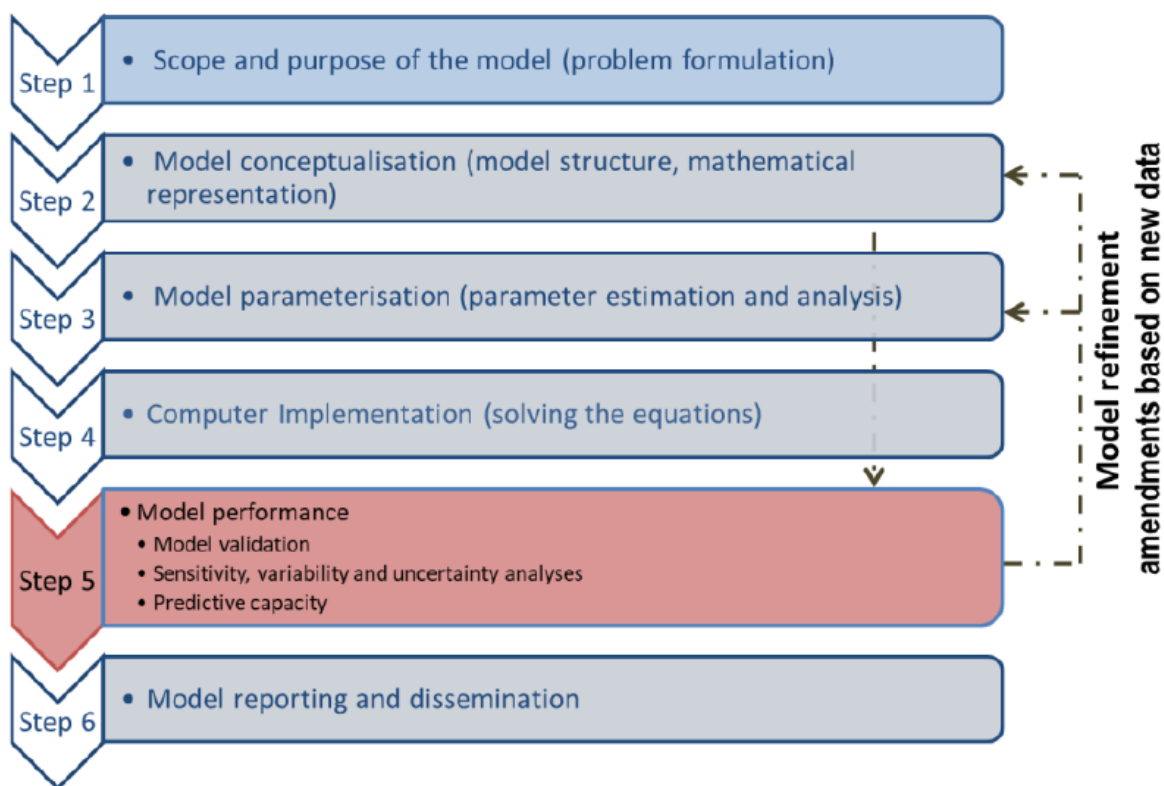 Step 1
• Scope and purpose of the model (problem formulation)
Step 2
• Model conceptualisation (model structure, mathematical
representation)
Step 3
• Model parameterisation (parameter estimation and analysis)
Step 4
• Computer Implementation (solving the equations)
Step 5
• Model performance
• Model validation
• Sensitivity, variability and uncertainty analyses
• Predictive capacity
Step 6
• Model reporting and dissemination
Model refinement
amendments based on new data